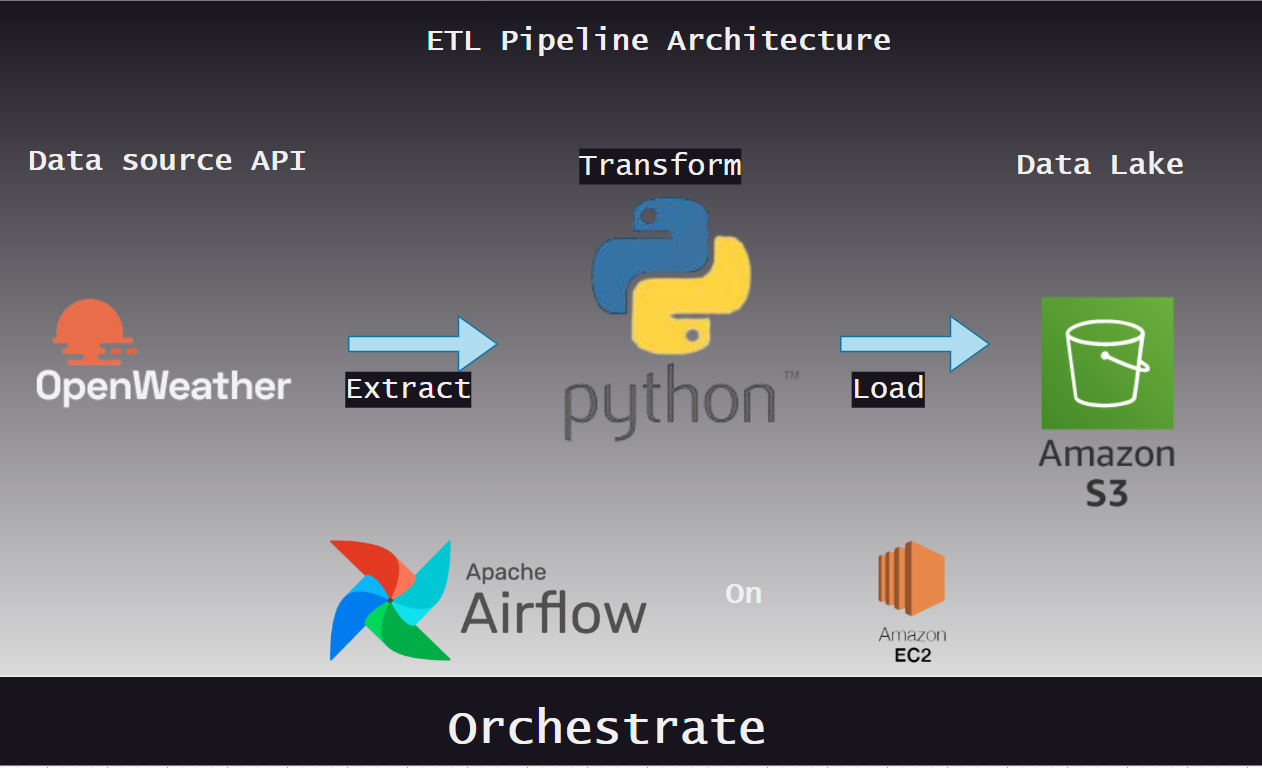 ETL Pipeline Architecture
Data source API
Transform
Data Lake
OpenWeather
Extract
python™
Load
Amazon
S3
Apache
Airflow
On
Amazon
EC2
Orchestrate